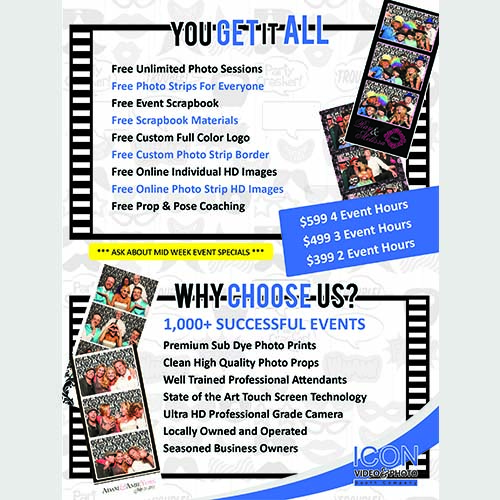 YOU GET IT ALL
Free Unlimited Photo Sessions
Free Photo Strips For Everyone
Free Event Scrapbook
Free Scrapbook Materials
Free Custom Full Color Logo
Free Custom Photo Strip Border
Free Online Individual HD Images
Free Online Photo Strip HD Images
Free Prop & Pose Coaching
$599 4 Event Hours
$499 3 Event Hours
$399 2 Event Hours
*** ASK ABOUT MID WEEK EVENT SPECIALS ***
WHY CHOOSE US?
1,000+ SUCCESSFUL EVENTS
Premium Sub Dye Photo Prints
Clean High Quality Photo Props
Well Trained Professional Attendants
State of the Art Touch Screen Technology
Ultra HD Professional Grade Camera
Locally Owned and Operated
Seasoned Business Owners
ICON
VIDEO&PHOTO